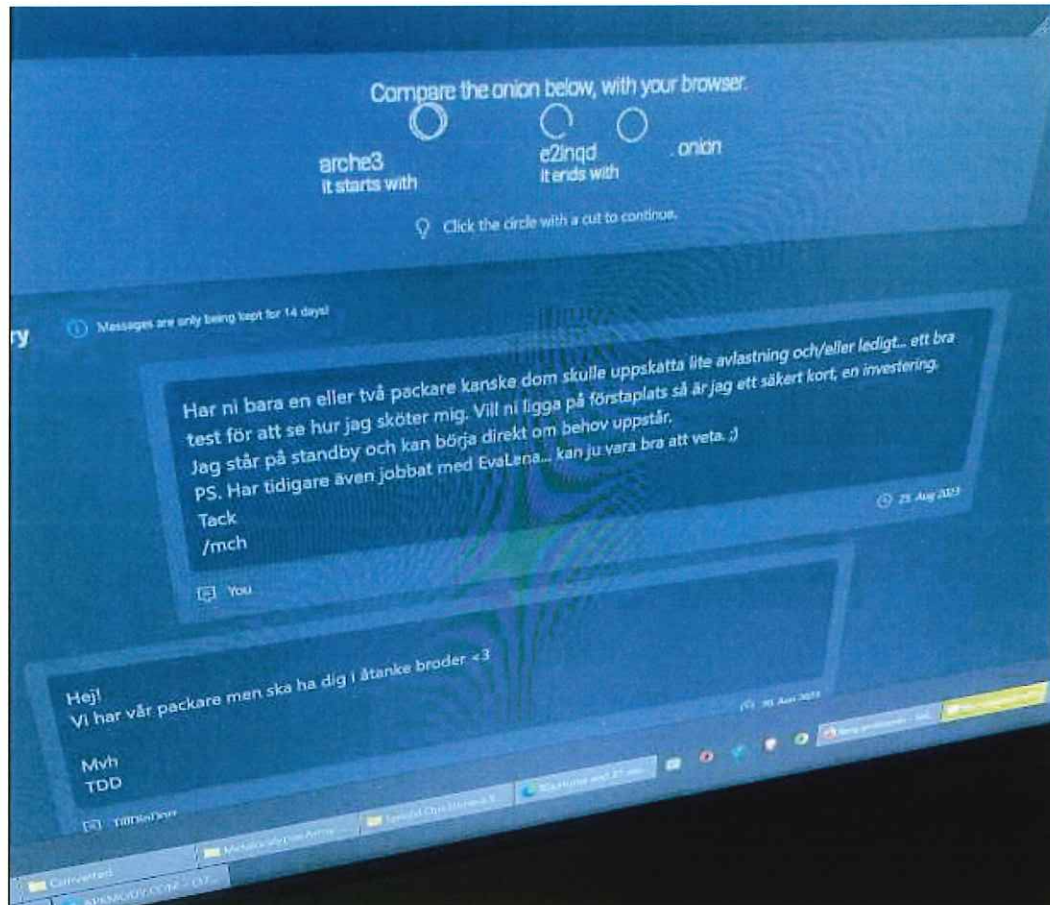 Compare the onion below, with your browser.
arche3
it starts with
e2inqd
it ends with
.onion
Click the circle with a cut to continue.
ry
Messages are only being kept for 14 days!
Har ni bara en eller två packare kanske dom skulle uppskatta lite avlastning och/eller ledigt... ett bra
test för att se hur jag sköter mig. Vill ni ligga på förstaplats så är jag ett säkert kort, en investering.
Jag står på standby och kan börja direkt om behov uppstår.
PS. Har tidigare även jobbat med EvaLena... kan ju vara bra att veta. ;)
Tack
/mch
Aug 2023
You
Hej!
Vi har vår packare men ska ha dig i åtanke broder <3
Mvh
TDD
Converted